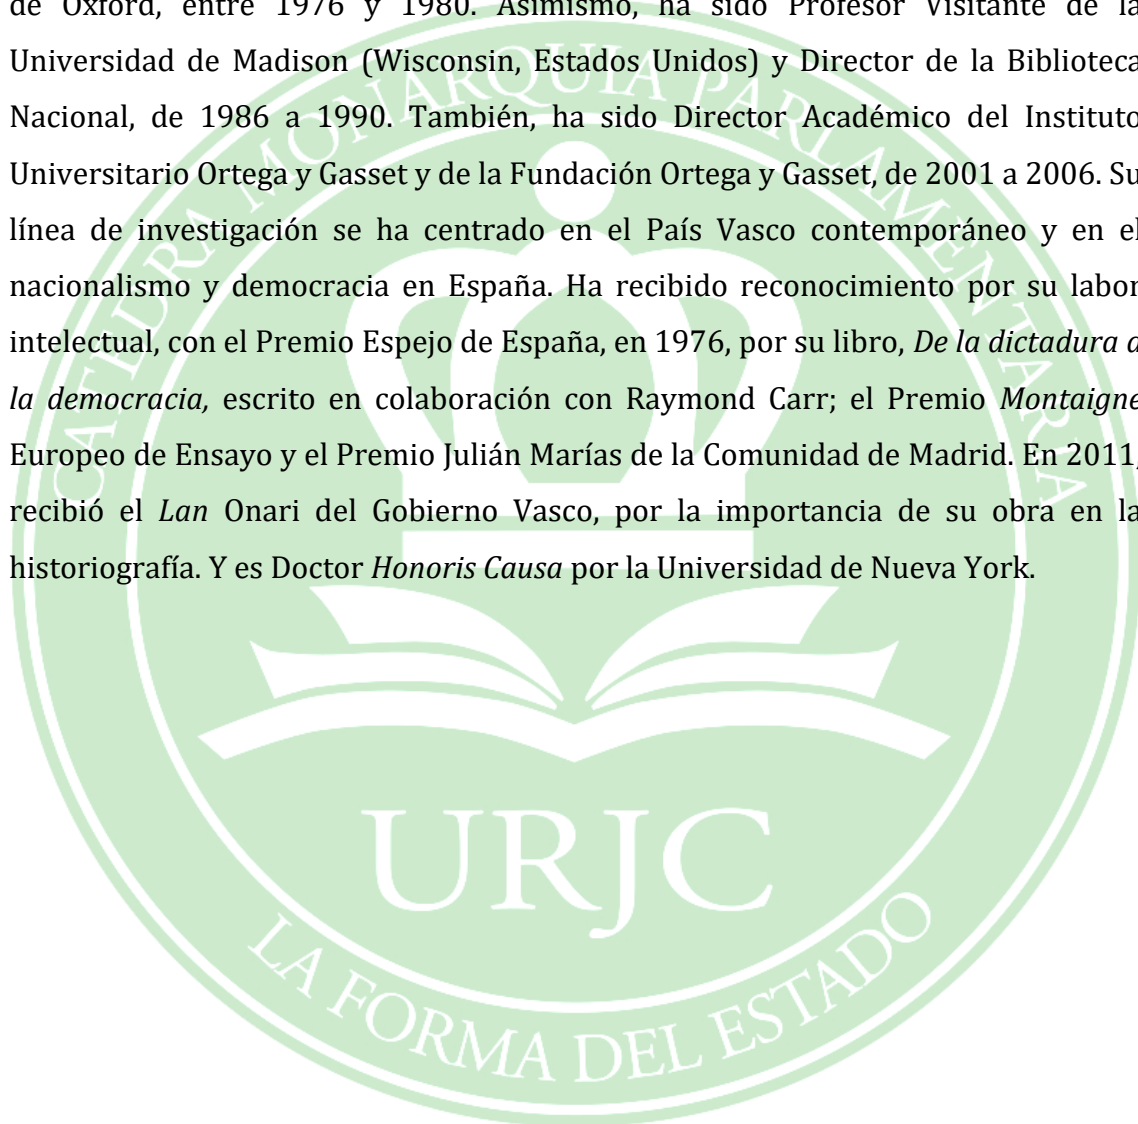 de Oxford, entre 1976 y 1980. Asimismo, ha sido Profesor Visitante de la
Universidad de Madison (Wisconsin, Estados Unidos) y Director de la Biblioteca
Nacional, de 1986 a 1990. También, ha sido Director Académico del Instituto
Universitario Ortega y Gasset y de la Fundación Ortega y Gasset, de 2001 a 2006. Su
línea de investigación se ha centrado en el País Vasco contemporáneo y en el
nacionalismo y democracia en España. Ha recibido reconocimiento por su labor
intelectual, con el Premio Espejo de España, en 1976, por su libro, De la dictadura a
la democracia, escrito en colaboración con Raymond Carr; el Premio Montaigne
Europeo de Ensayo y el Premio Julián Marías de la Comunidad de Madrid. En 2011,
recibió el Lan Onari del Gobierno Vasco, por la importancia de su obra en la
historiografía. Y es Doctor Honoris Causa por la Universidad de Nueva York.
CATEDRA MONARQUIA PARLAMENTARIA
URJC
LA FORMA DEL ESTADO